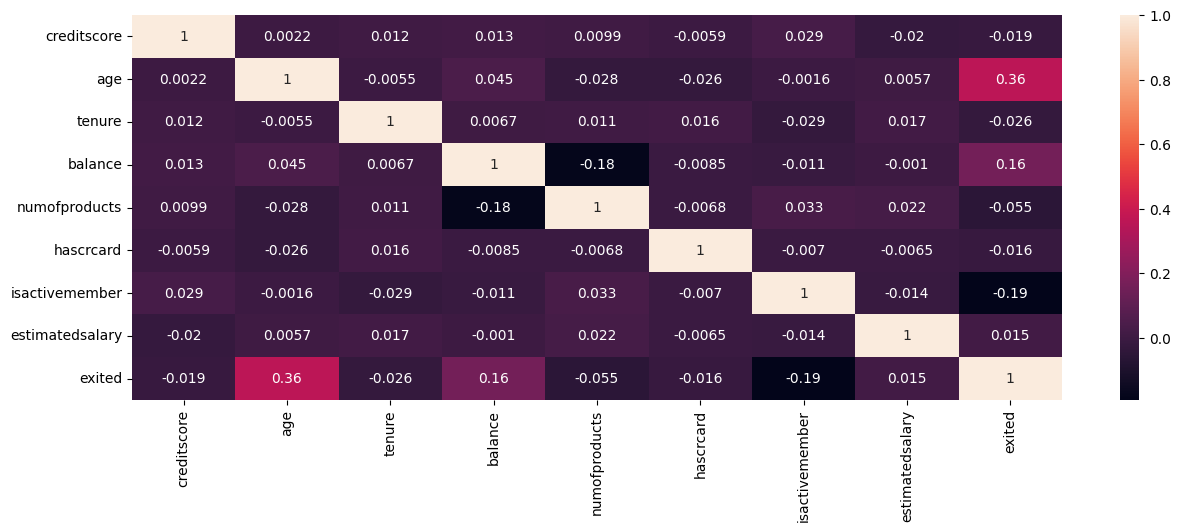 creditscore 1 0.0022 0.012 0.013 0.0099 -0.0059 0.029 -0.02 -0.019
age 0.0022 1 -0.0055 0.045 -0.028 -0.026 -0.0016 0.0057 0.36
tenure 0.012 -0.0055 1 0.0067 0.011 0.016 -0.029 0.017 -0.026
balance 0.013 0.045 0.0067 1 -0.18 -0.0085 -0.011 -0.001 0.16
numofproducts 0.0099 -0.028 0.011 -0.18 1 -0.0068 0.033 0.022 -0.055
hascrcard -0.0059 -0.026 0.016 -0.0085 -0.0068 1 -0.007 -0.0065 -0.016
isactivemember 0.029 -0.0016 -0.029 -0.011 0.033 -0.007 1 -0.014 -0.19
estimatedsalary -0.02 0.0057 0.017 -0.001 0.022 -0.0065 -0.014 1 0.015
exited -0.019 0.36 -0.026 0.16 -0.055 -0.016 -0.19 0.015 1
creditscore
age
tenure
balance
numofproducts
hascrcard
isactivemember
estimatedsalary
exited
1.0
0.8
0.6
0.4
0.2
0.0